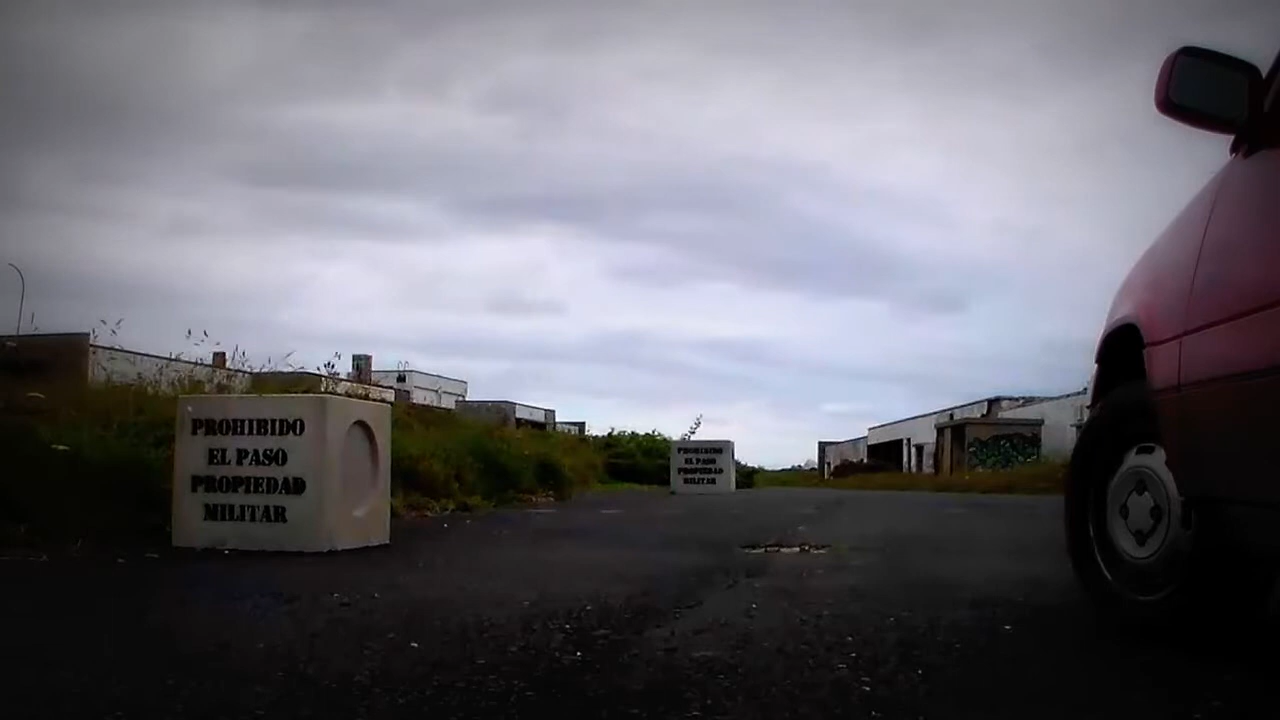 PROHIBIDO
EL PASO
PROPIEDAD
MILITAR
PROHIBIDO
EL PASO
PROPIEDAD
MILITAR